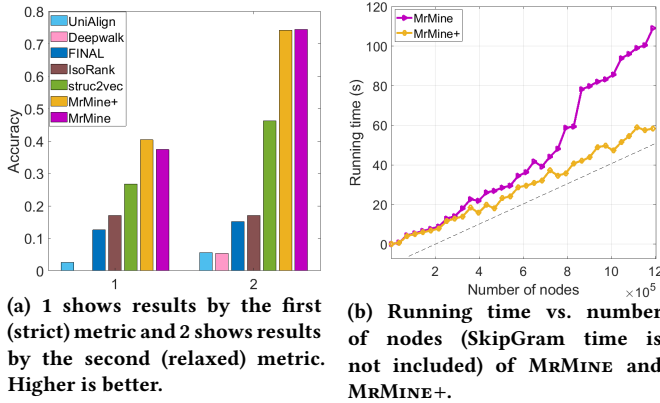 0.8
0.7
0.6
0.5
0.4
0.3
0.2
0.1
0
Accuracy
UniAlign
Deepwalk
FINAL
IsoRank
struc2vec
MrMine+
MrMine
1
2
(a) 1 shows results by the first
(strict) metric and 2 shows results
by the second (relaxed) metric.
Higher is better.
120
100
80
60
40
20
0
Running time (s)
MrMine
MrMine+
2
4
6
8
10
12
Number of nodes
×10⁵
(b) Running time vs. number
of nodes (SkipGram time is
not included) of MrMine and
MrMine+.